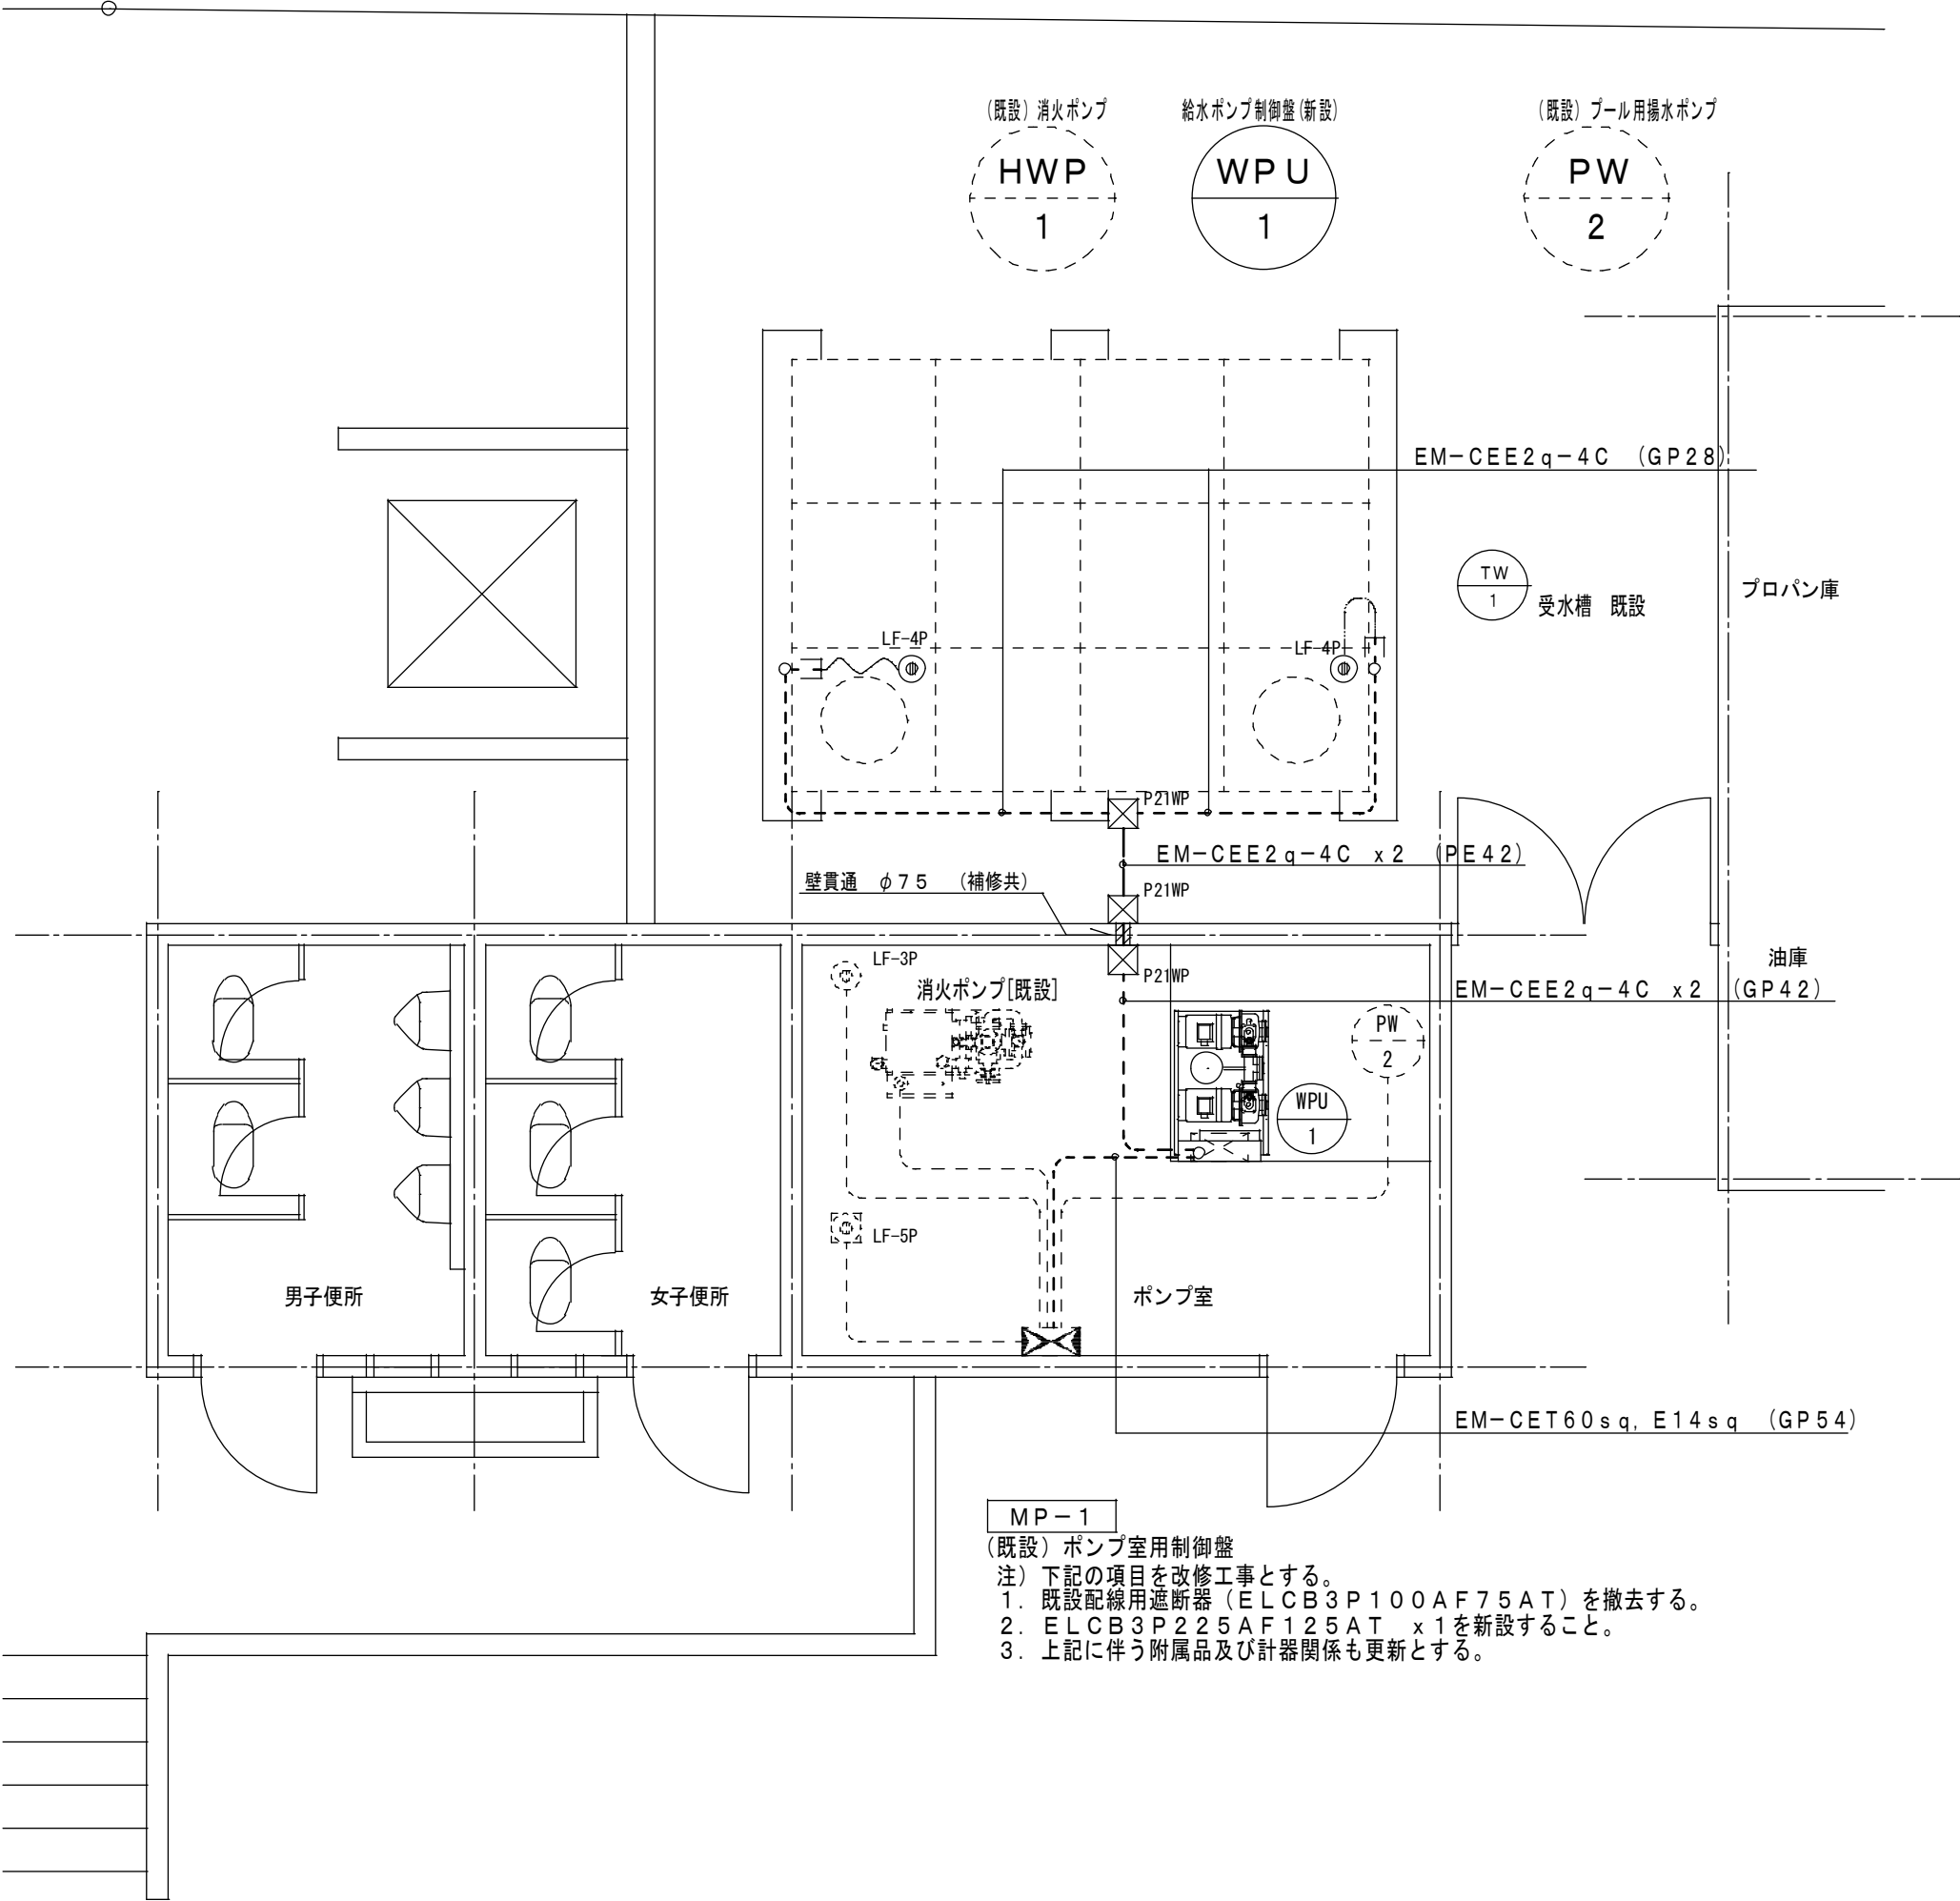 (既設) 消火ポンプ
HWP
1
給水ポンプ制御盤(新設)
WPU
1
(既設) プール用揚水ポンプ
PW
2
EM-CEE2q-4C (GP28)
TW
1
受水槽 既設
プロパン庫
LF-4P
LF-4P
P21WP
EM-CEE2q-4C x2 (PE42)
壁貫通 φ75 (補修共)
P21WP
油庫
LF-3P
消火ポンプ[既設]
P21WP
EM-CEE2q-4C x2 (GP42)
PW
2
WPU
1
LF-5P
男子便所
女子便所
ポンプ室
EM-CET60sq, E14sq (GP54)
MP-1
(既設) ポンプ室用制御盤
注) 下記の項目を改修工事とする。
1. 既設配線用遮断器(ELCB3P100AF75AT)を撤去する。
2. ELCB3P225AF125AT x1を新設すること。
3. 上記に伴う附属品及び計器関係も更新とする。